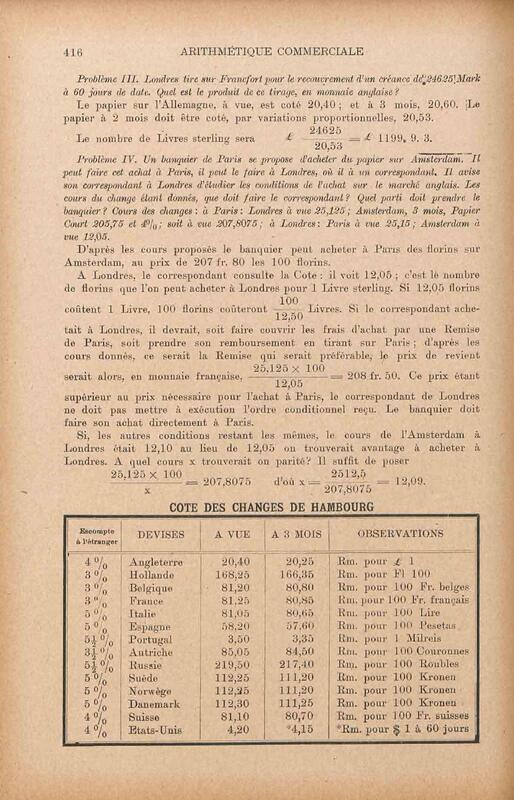 416 ARITHMÉTIQUE COMMERCIALE
Problème III. Londres tire sur Francfort pour le recouvrement d'un créance de 24625 Mark
à 60 jours de date. Quel est le produit de ce tirage, en monnaie anglaise ?
Le papier sur l'Allemagne, à vue, est coté 20,40 ; et à 3 mois, 20,60. Le
papier à 2 mois doit être coté, par variations proportionnelles, 20,53.
Le nombre de Livres sterling sera £ 24625 / 20,53 = £ 1199. 9. 3.
Problème IV. Un banquier de Paris se propose d'acheter du papier sur Amsterdam. Il
peut faire cet achat à Paris, il peut le faire à Londres, où il a un correspondant. Il avise
son correspondant à Londres d'étudier les conditions de l'achat sur le marché anglais. Les
cours du change étant donnés, que doit faire le correspondant ? Quel parti doit prendre le
banquier ? Cours des changes : à Paris : Londres à vue 25,125 ; Amsterdam, 3 mois, Papier
Court 205,75 et 4%; soit à vue 207,8075 ; à Londres : Paris à vue 25,15 ; Amsterdam à
vue 12,05.
D'après les cours proposés le banquier peut acheter à Paris des florins sur
Amsterdam, au prix de 207 fr. 80 les 100 florins.
A Londres, le correspondant consulte la Cote : il voit 12,05 ; c'est le nombre
de florins que l'on peut acheter à Londres pour 1 Livre sterling. Si 12,05 florins
coûtent 1 Livre, 100 florins coûteront 100 / 12,50 Livres. Si le correspondant ache-
tait à Londres, il devrait, soit faire couvrir les frais d'achat par une Remise
de Paris, soit prendre son remboursement en tirant sur Paris ; d'après les
cours donnés, ce serait la Remise qui serait préférable, le prix de revient
serait alors, en monnaie française, 25,125 × 100 / 12,05 = 208 fr. 50. Ce prix étant
supérieur au prix nécessaire pour l'achat à Paris, le correspondant de Londres
ne doit pas mettre à exécution l'ordre conditionnel reçu. Le banquier doit
faire son achat directement à Paris.
Si, les autres conditions restant les mêmes, le cours de l'Amsterdam à
Londres était 12,10 au lieu de 12,05 on trouverait avantage à acheter à
Londres. A quel cours x trouverait on parité? Il suffit de poser
25,125 × 100 / x = 207,8075 d'où x = 2512,5 / 207,8075 = 12,09.
COTE DES CHANGES DE HAMBOURG
Escompte à l'étranger DEVISES A VUE A 3 MOIS OBSERVATIONS
4 % Angleterre 20,40 20,25 Rm. pour £ 1
3 % Hollande 168,25 166,35 Rm. pour Fl 100
3 % Belgique 81,20 80,80 Rm. pour 100 Fr. belges
3 % France 81,25 80,85 Rm. pour 100 Fr. français
5 % Italie 81,05 80,65 Rm. pour 100 Lire
5 % Espagne 58.20 57,60 Rm. pour 100 Pesetas
5½ % Portugal 3,50 3,35 Rm. pour 1 Milreis
3½ % Autriche 85,05 84,50 Rm. pour 100 Couronnes
5½ % Russie 219,50 217,40 Rm. pour 100 Roubles
5 % Suède 112,25 111,20 Rm. pour 100 Kronen
5 % Norwège 112,25 111,20 Rm. pour 100 Kronen
5 % Danemark 112,30 111,25 Rm. pour 100 Kronen
4 % Suisse 81,10 80,70 Rm. pour 100 Fr. suisses
4 % Etats-Unis 4,20 *4,15 *Rm. pour $ 1 à 60 jours